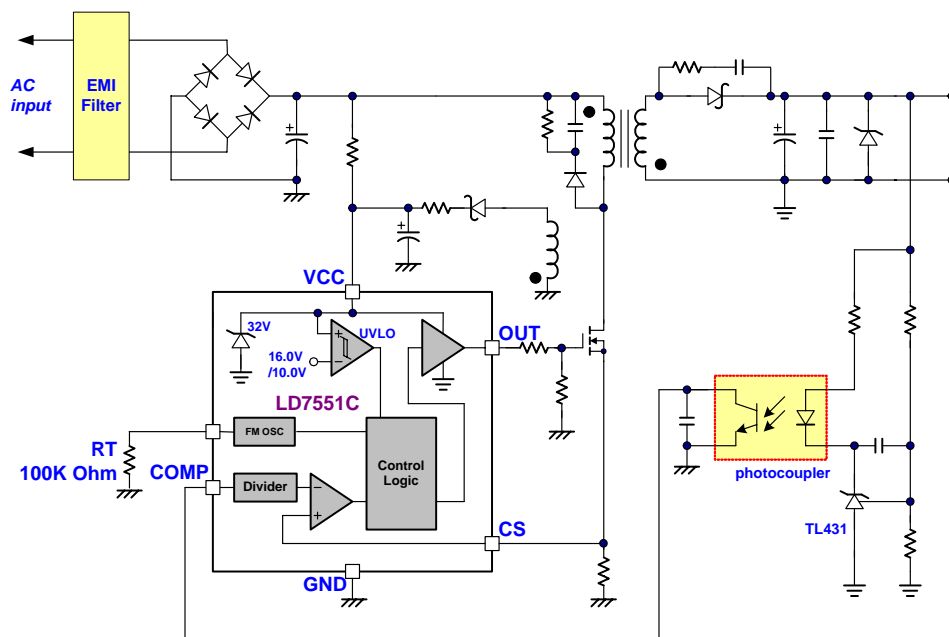 AC
input
EMI
Filter
+
+
+
VCC
32V
+
−
UVLO
16.0V
/10.0V
OUT
LD7551C
FM OSC
RT
100K Ohm
COMP
Divider
−
+
Control
Logic
CS
GND
photocoupler
TL431